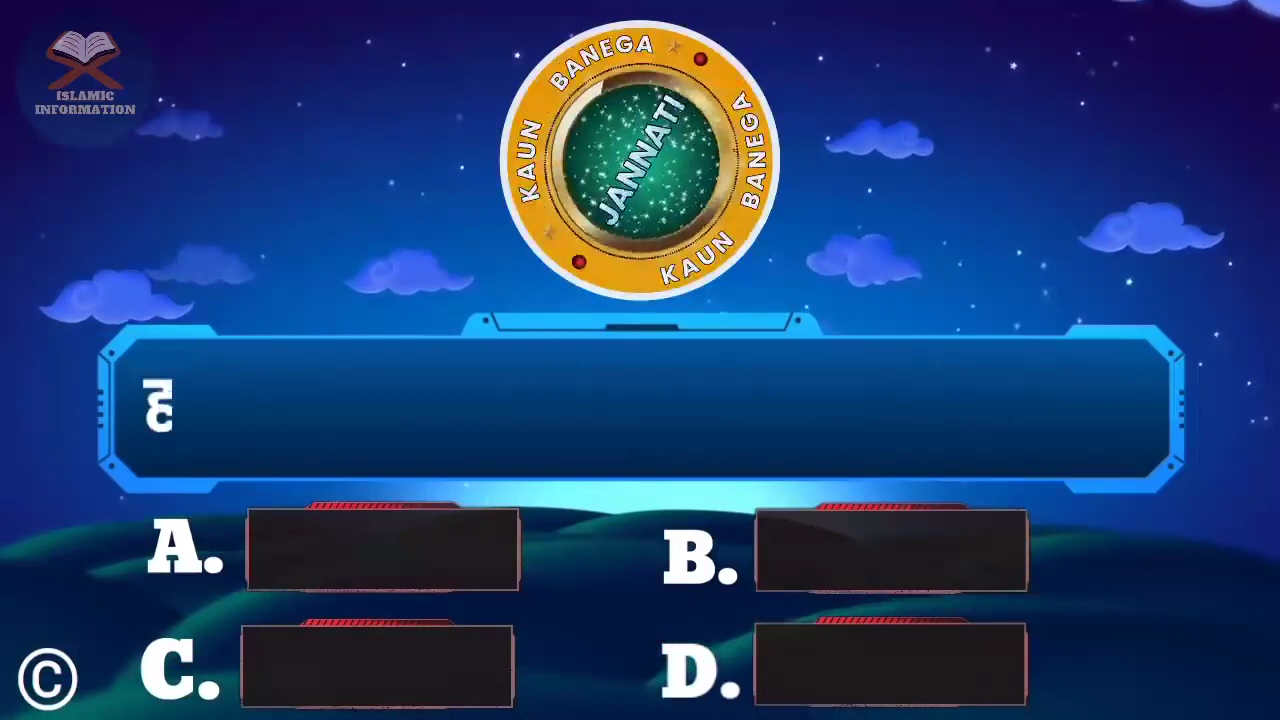 ISLAMIC
INFORMATION
KAUN BANEGA
JANNATI
KAUN BANEGA
ह
A.
B.
C.
D.
©